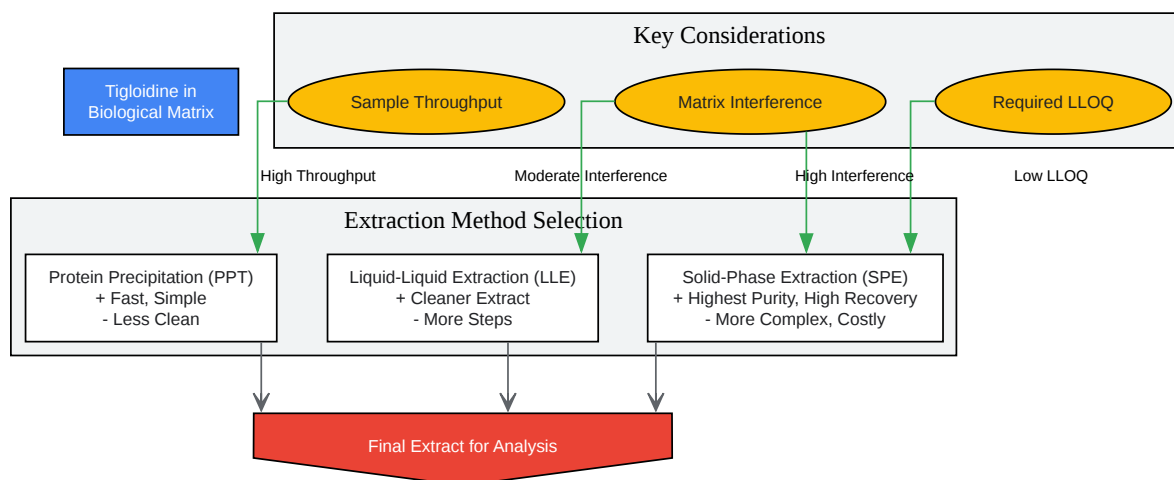 Key Considerations
Tigloidine in
Biological Matrix
Sample Throughput
Matrix Interference
Required LLOQ
High Throughput
Moderate Interference
High Interference
Low LLOQ
Extraction Method Selection
Protein Precipitation (PPT)
+ Fast, Simple
- Less Clean
Liquid-Liquid Extraction (LLE)
+ Cleaner Extract
- More Steps
Solid-Phase Extraction (SPE)
+ Highest Purity, High Recovery
- More Complex, Costly
Final Extract for Analysis